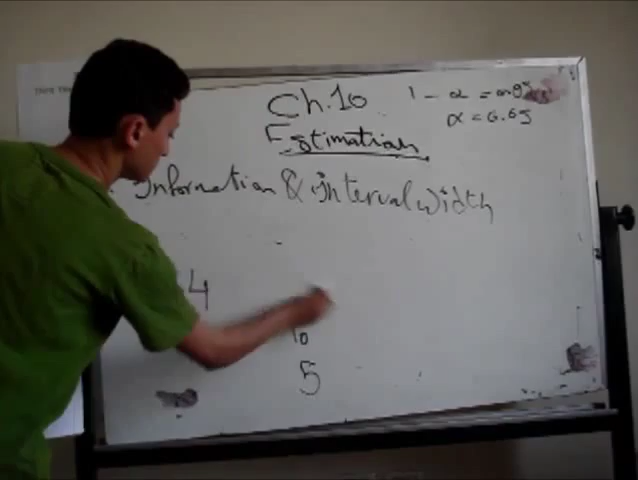 Ch.10
1 - α = 0.95
α = 0.05
Estimation
Information & Interval width
4
10
5